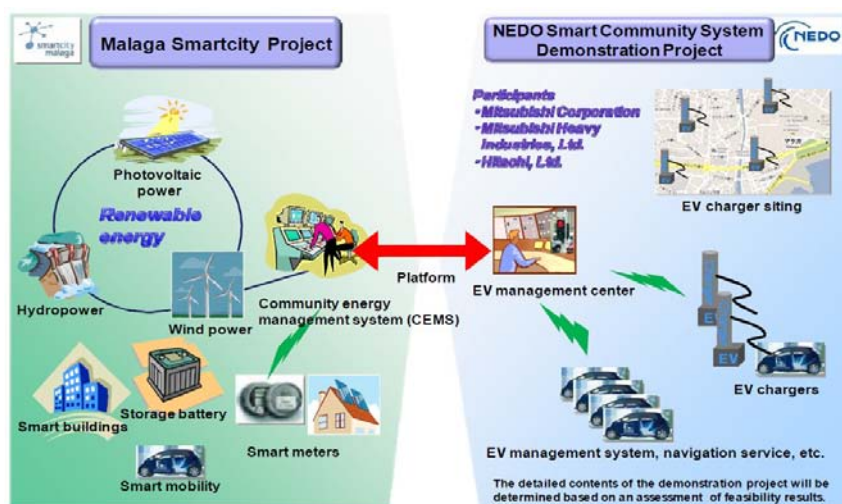 smartcity
malaga
Malaga Smartcity Project
Photovoltaic
power
Renewable
energy
Hydropower
Wind power
Community energy
management system (CEMS)
Smart buildings
Storage battery
Smart meters
Smart mobility
Platform
NEDO Smart Community System
Demonstration Project
NEDO
Participants
・Mitsubishi Corporation
・Mitsubishi Heavy
Industries, Ltd.
・Hitachi, Ltd.
EV charger siting
EV management center
EV
EV
EV chargers
EV management system, navigation service, etc.
The detailed contents of the demonstration project will be
determined based on an assessment of feasibility results.